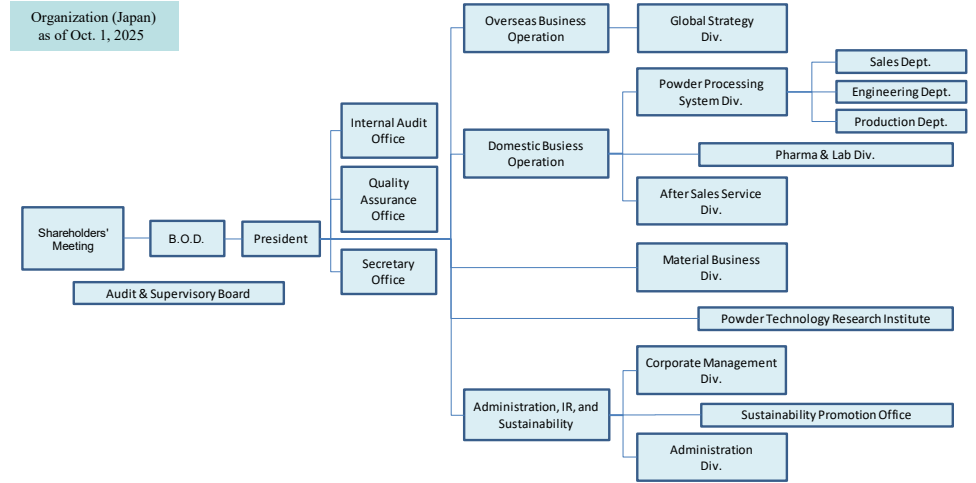 Organization (Japan)
as of Oct. 1, 2025
Shareholders'
Meeting
B.O.D.
President
Audit & Supervisory Board
Internal Audit
Office
Quality
Assurance
Office
Secretary
Office
Overseas Business
Operation
Global Strategy
Div.
Domestic Busiess
Operation
Powder Processing
System Div.
Sales Dept.
Engineering Dept.
Production Dept.
Pharma & Lab Div.
After Sales Service
Div.
Material Business
Div.
Powder Technology Research Institute
Administration, IR, and
Sustainability
Corporate Management
Div.
Sustainability Promotion Office
Administration
Div.